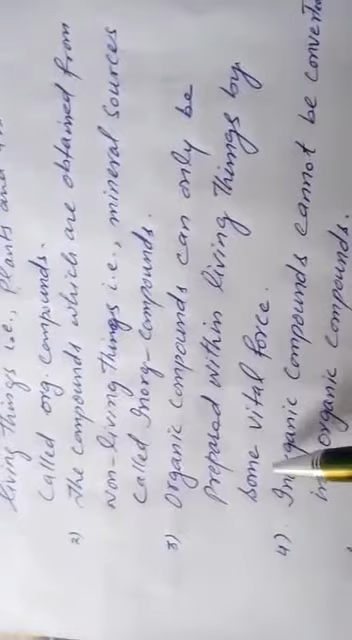 living things i.e., Plants and
called org. compounds.
2) The compounds which are obtained from
Non-living things i.e., mineral sources
called Inorg-compounds.
3) Organic compounds can only be
prepared within living things by
some vital force.
4). Inorganic compounds cannot be convert
organic compounds.